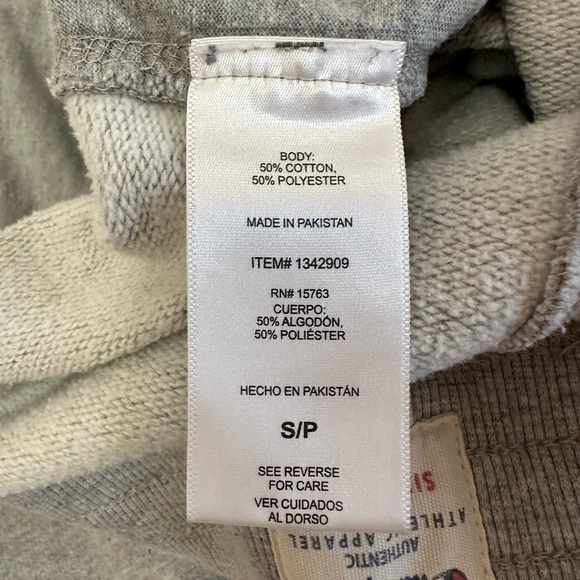 BODY:
50% COTTON,
50% POLYESTER
MADE IN PAKISTAN
ITEM# 1342909
RN# 15763
CUERPO:
50% ALGODÓN,
50% POLIÉSTER
HECHO EN PAKISTÁN
S/P
SEE REVERSE
FOR CARE
VER CUIDADOS
AL DORSO
AUTHENTIC
APPAREL